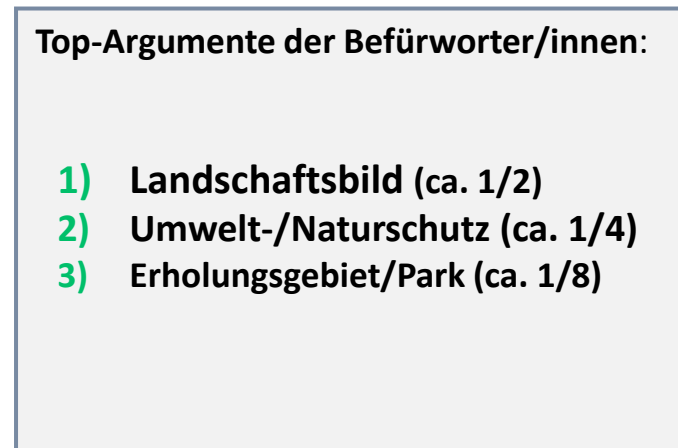 Top-Argumente der Befürworter/innen:
1) Landschaftsbild (ca. 1/2)
2) Umwelt-/Naturschutz (ca. 1/4)
3) Erholungsgebiet/Park (ca. 1/8)